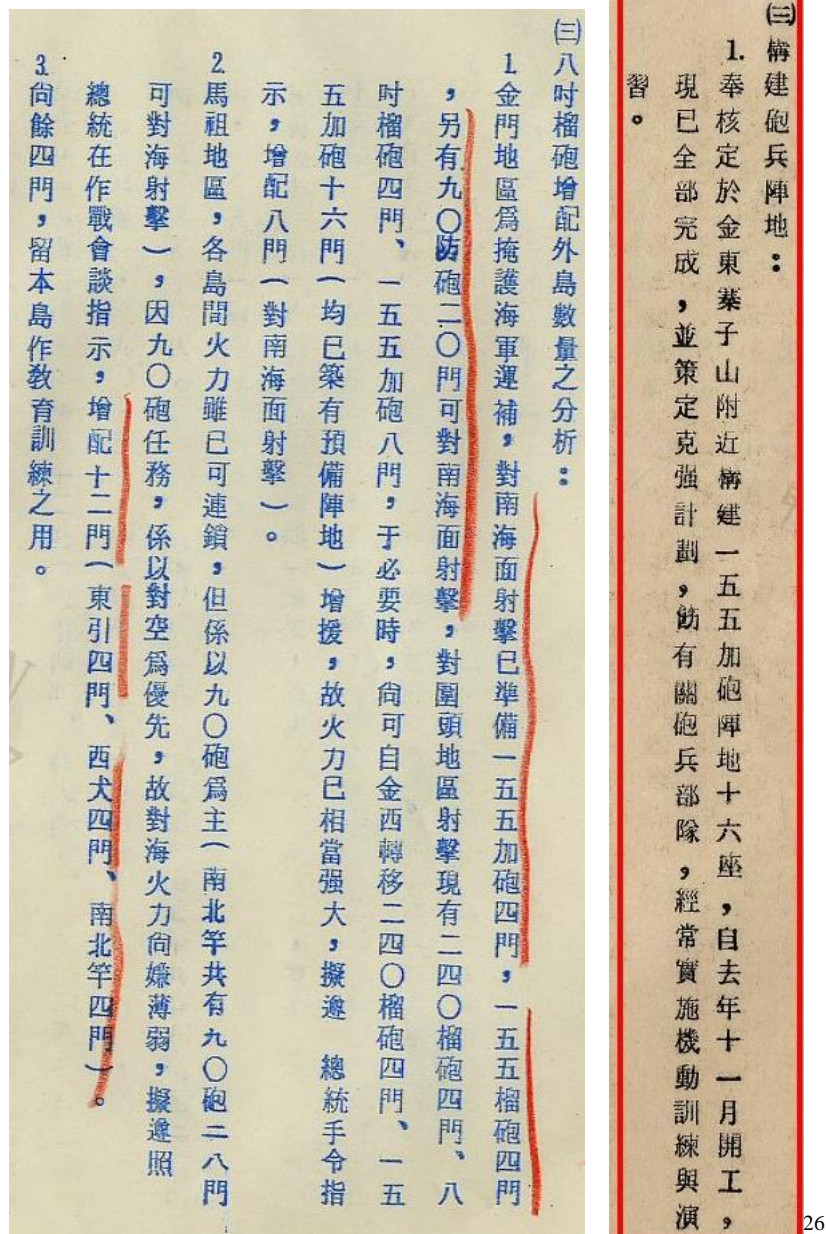 ㈢構建砲兵陣地：
1.奉核定於金東寨子山附近構建一五五加砲陣地十六座，自去年十一月開工，
現已全部完成，並策定克強計劃，飭有關砲兵部隊，經常實施機動訓練與演
習。
㈢八吋榴砲增配外島數量之分析：
1.金門地區爲掩護海軍運補，對南海面射擊已準備一五五加砲四門，一五五榴砲四門
，另有九〇防砲二〇門可對南海面射擊，對圍頭地區射擊現有二四〇榴砲四門、八
吋榴砲四門、一五五加砲八門，于必要時，尙可自金西轉移二四〇榴砲四門、一五
五加砲十六門（均已築有預備陣地）增援，故火力已相當强大，擬遵　總統手令指
示，增配八門（對南海面射擊）。
2.馬祖地區，各島間火力雖已可連鎖，但係以九〇砲爲主（南北竿共有九〇砲二八門
可對海射擊），因九〇砲任務，係以對空爲優先，故對海火力尙嫌薄弱，擬遵照
總統在作戰會談指示，增配十二門（東引四門、西犬四門、南北竿四門）。
3.尙餘四門，留本島作敎育訓練之用。
26